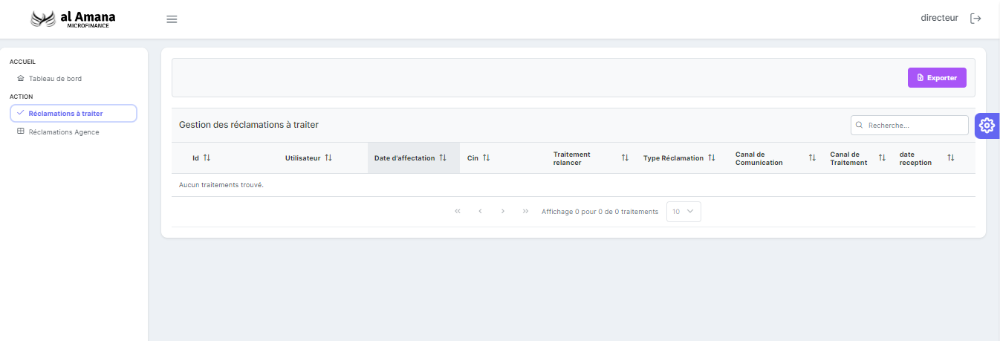 al Amana
MICROFINANCE
directeur
ACCUEIL
Tableau de bord
ACTION
Réclamations à traiter
Réclamations Agence
Exporter
Gestion des réclamations à traiter
Recherche...
Id Utilisateur Date d'affectation Cin Traitement relancer Type Réclamation Canal de Comunication Canal de Traitement date reception
Aucun traitements trouvé.
Affichage 0 pour 0 de 0 traitements 10